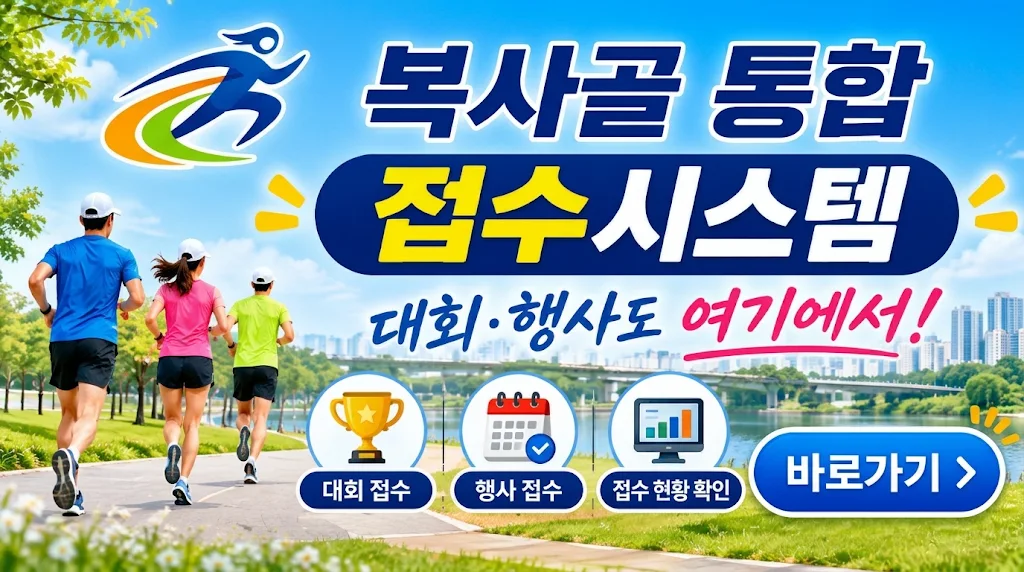 복사골 통합
접수시스템
대회·행사도 여기에서!
대회 접수
행사 접수
접수 현황 확인
바로가기 >